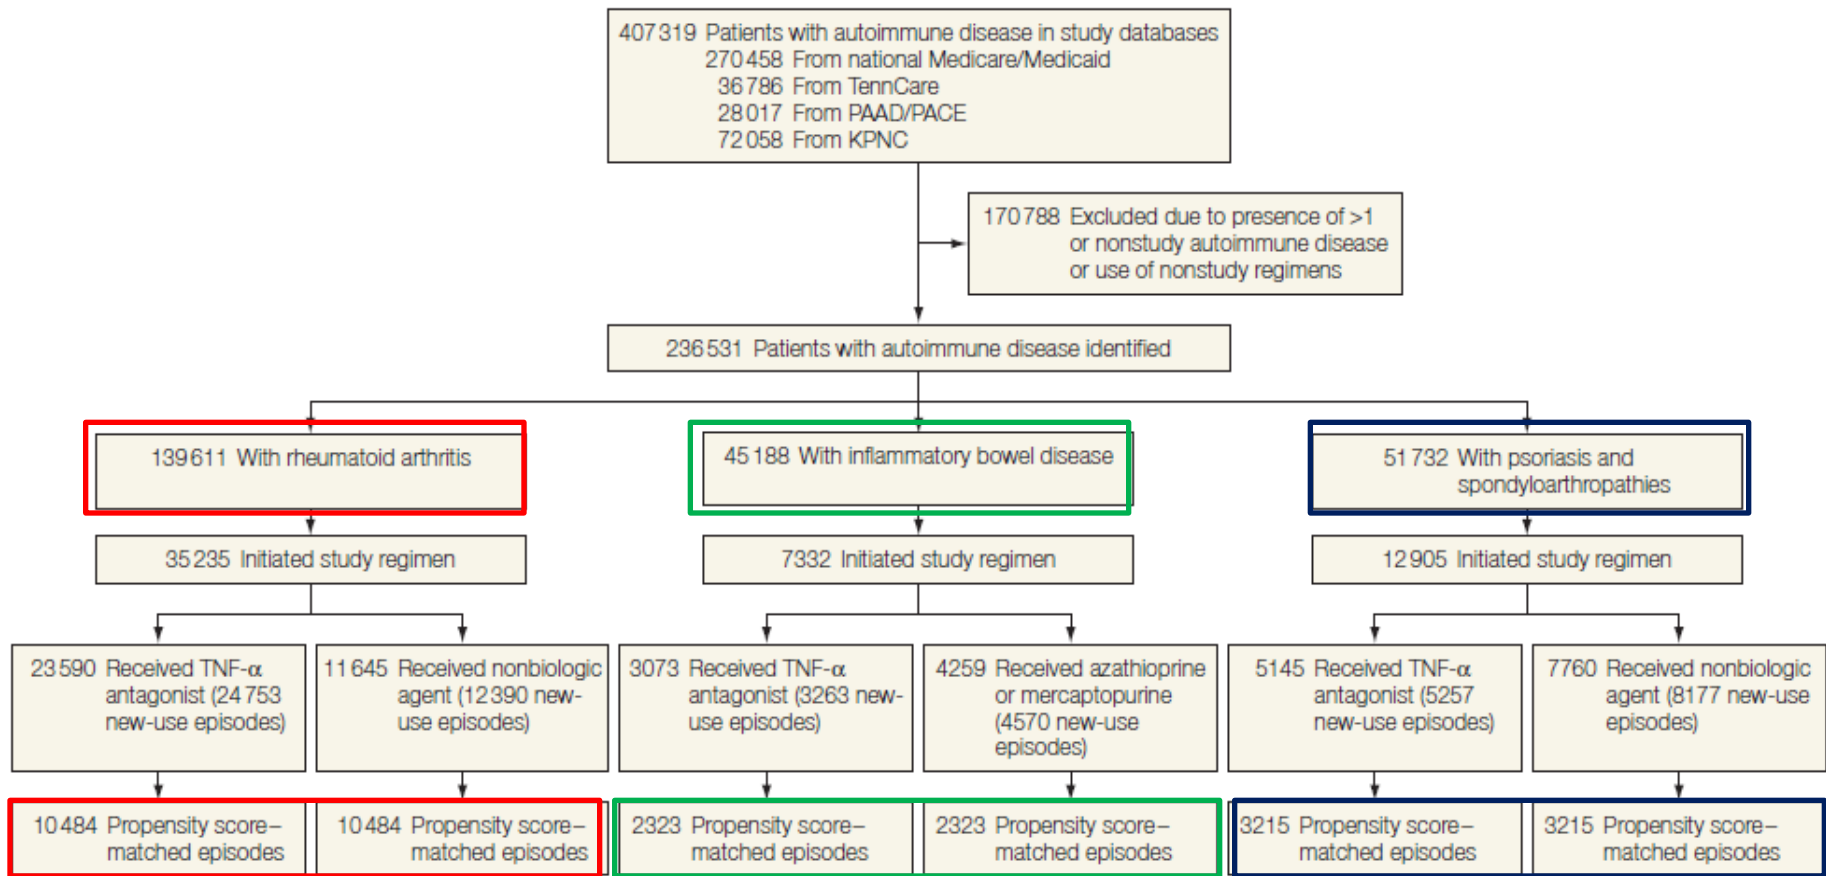 407 319 Patients with autoimmune disease in study databases
270 458 From national Medicare/Medicaid
36 786 From TennCare
28 017 From PAAD/PACE
72 058 From KPNC
170 788 Excluded due to presence of >1
or nonstudy autoimmune disease
or use of nonstudy regimens
236 531 Patients with autoimmune disease identified
139 611 With rheumatoid arthritis
45 188 With inflammatory bowel disease
51 732 With psoriasis and
spondyloarthropathies
35 235 Initiated study regimen
7332 Initiated study regimen
12 905 Initiated study regimen
23 590 Received TNF-α
antagonist (24 753
new-use episodes)
11 645 Received nonbiologic
agent (12 390 new-
use episodes)
3073 Received TNF-α
antagonist (3263 new-
use episodes)
4259 Received azathioprine
or mercaptopurine
(4570 new-use
episodes)
5145 Received TNF-α
antagonist (5257
new-use episodes)
7760 Received nonbiologic
agent (8177 new-use
episodes)
10 484 Propensity score–
matched episodes
10 484 Propensity score–
matched episodes
2323 Propensity score–
matched episodes
2323 Propensity score–
matched episodes
3215 Propensity score–
matched episodes
3215 Propensity score–
matched episodes